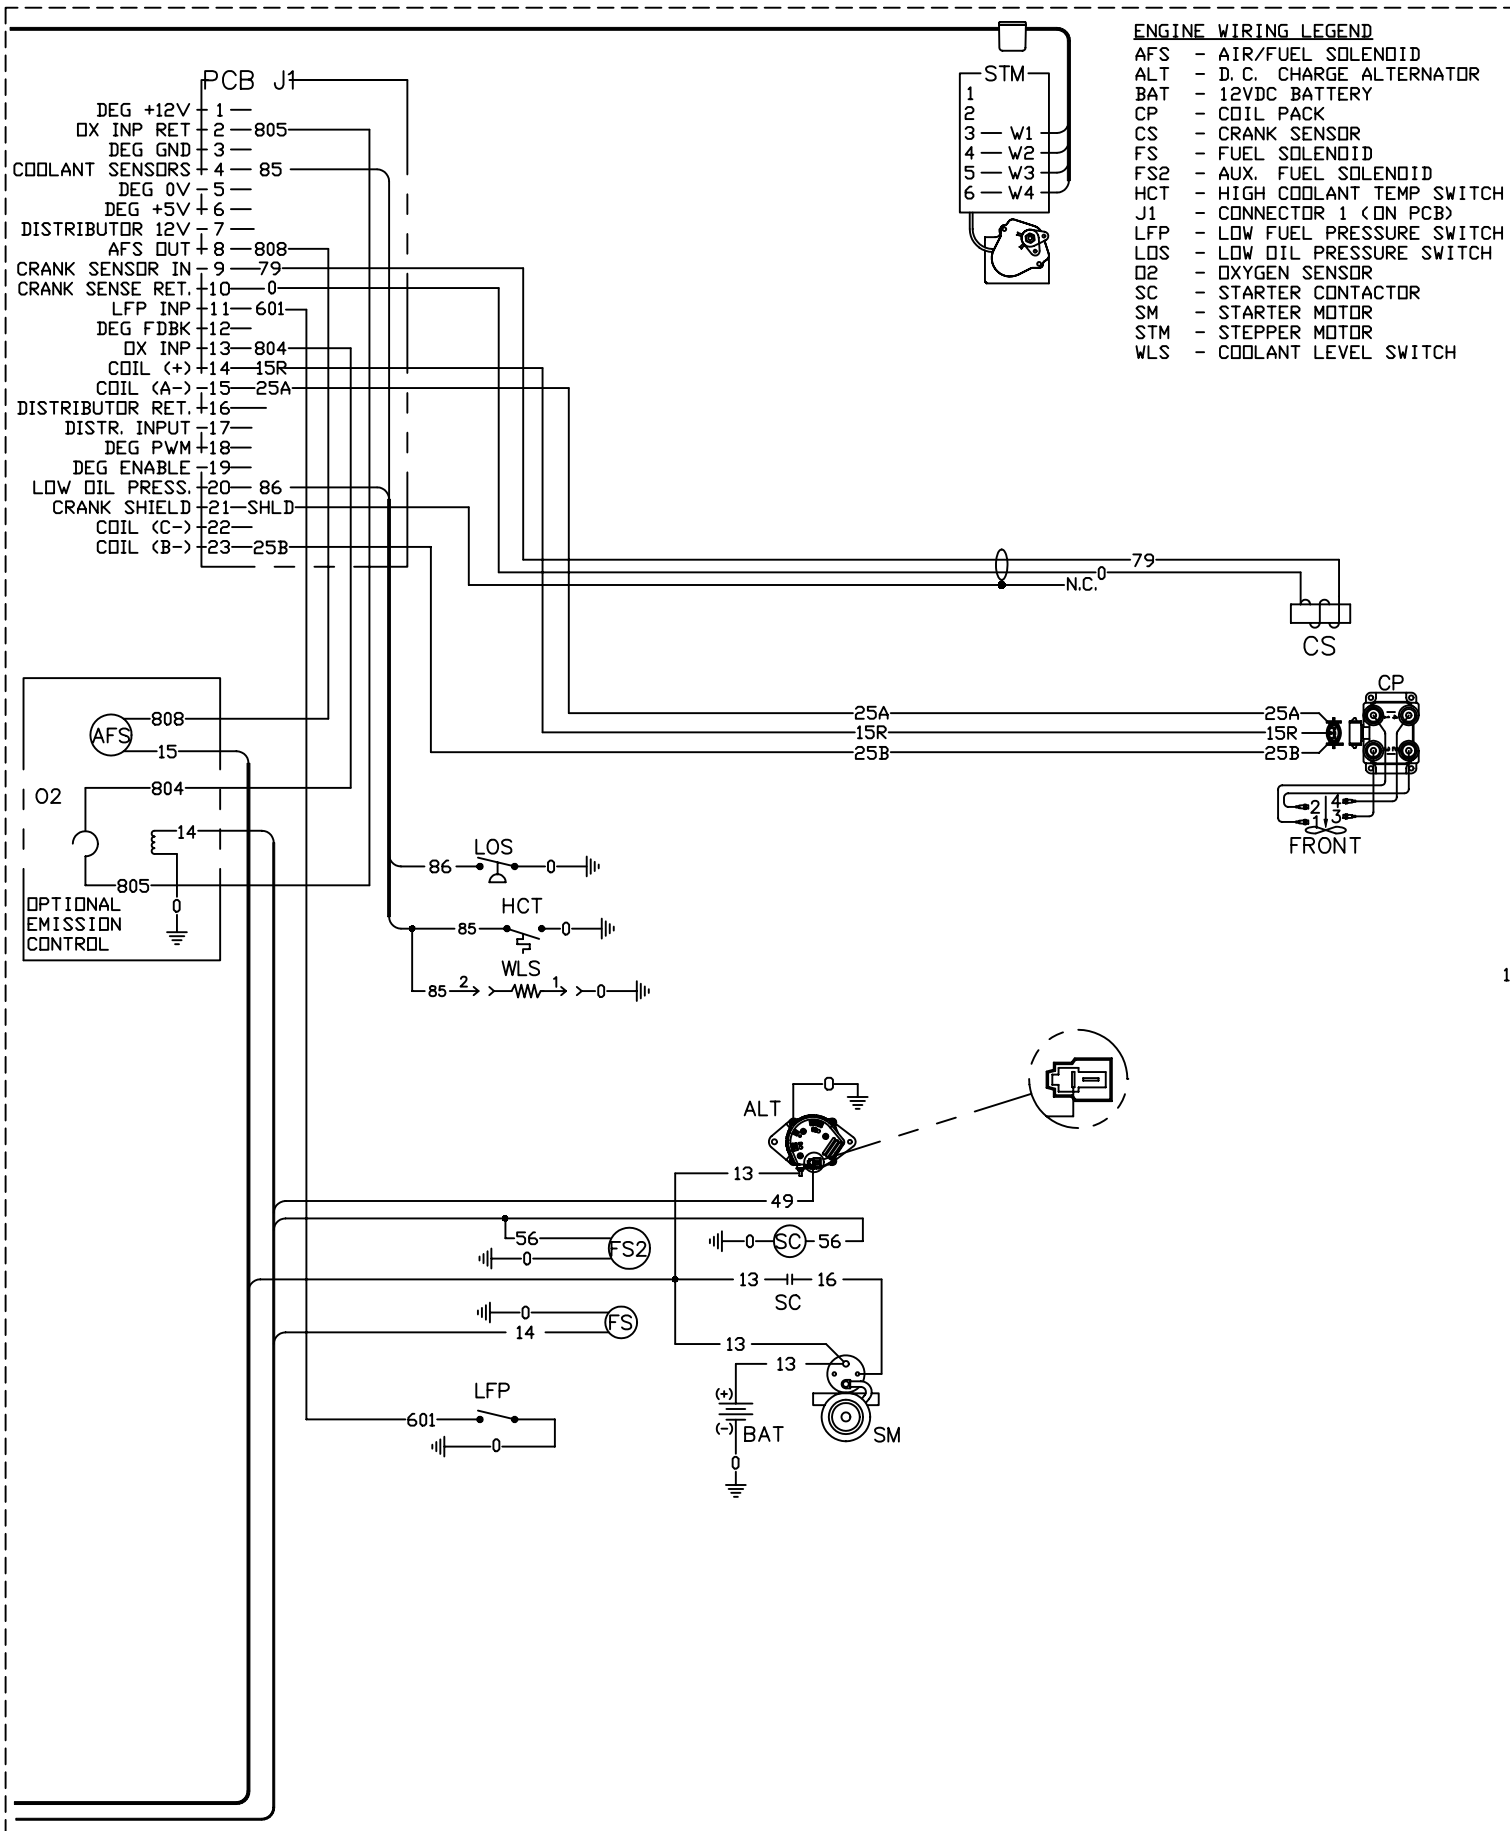 ENGINE WIRING LEGEND
AFS - AIR/FUEL SOLENOID
ALT - D.C. CHARGE ALTERNATOR
BAT - 12VDC BATTERY
CP - COIL PACK
CS - CRANK SENSOR
FS - FUEL SOLENOID
FS2 - AUX. FUEL SOLENOID
HCT - HIGH COOLANT TEMP SWITCH
J1 - CONNECTOR 1 (ON PCB)
LFP - LOW FUEL PRESSURE SWITCH
LOS - LOW OIL PRESSURE SWITCH
O2 - OXYGEN SENSOR
SC - STARTER CONTACTOR
SM - STARTER MOTOR
STM - STEPPER MOTOR
WLS - COOLANT LEVEL SWITCH
STM
1
2
3 W1
4 W2
5 W3
6 W4
PCB J1
DEG +12V 1
OX INP RET 2 805
DEG GND 3
COOLANT SENSORS 4 85
DEG 0V 5
DEG +5V 6
DISTRIBUTOR 12V 7
AFS OUT 8 808
CRANK SENSOR IN 9 79
CRANK SENSE RET. 10 0
LFP INP 11 601
DEG FDBK 12
OX INP 13 804
COIL (+) 14 15R
COIL (A-) 15 25A
DISTRIBUTOR RET. 16
DISTR. INPUT 17
DEG PWM 18
DEG ENABLE 19
LOW OIL PRESS. 20 86
CRANK SHIELD 21 SHLD
COIL (C-) 22
COIL (B-) 23 25B
79
0
N.C.
CS
CP
25A 25A
15R 15R
25B 25B
2 4
1 3
FRONT
AFS
808
15
O2
804
14
805
0
OPTIONAL
EMISSION
CONTROL
LOS
86 0
HCT
85 0
WLS
85 2 1 0
1
ALT
0
13
49
56
FS2
0
0 SC 56
13 16
SC
0
FS
14
13
13
(+)
(-)
BAT
SM
0
LFP
601
0